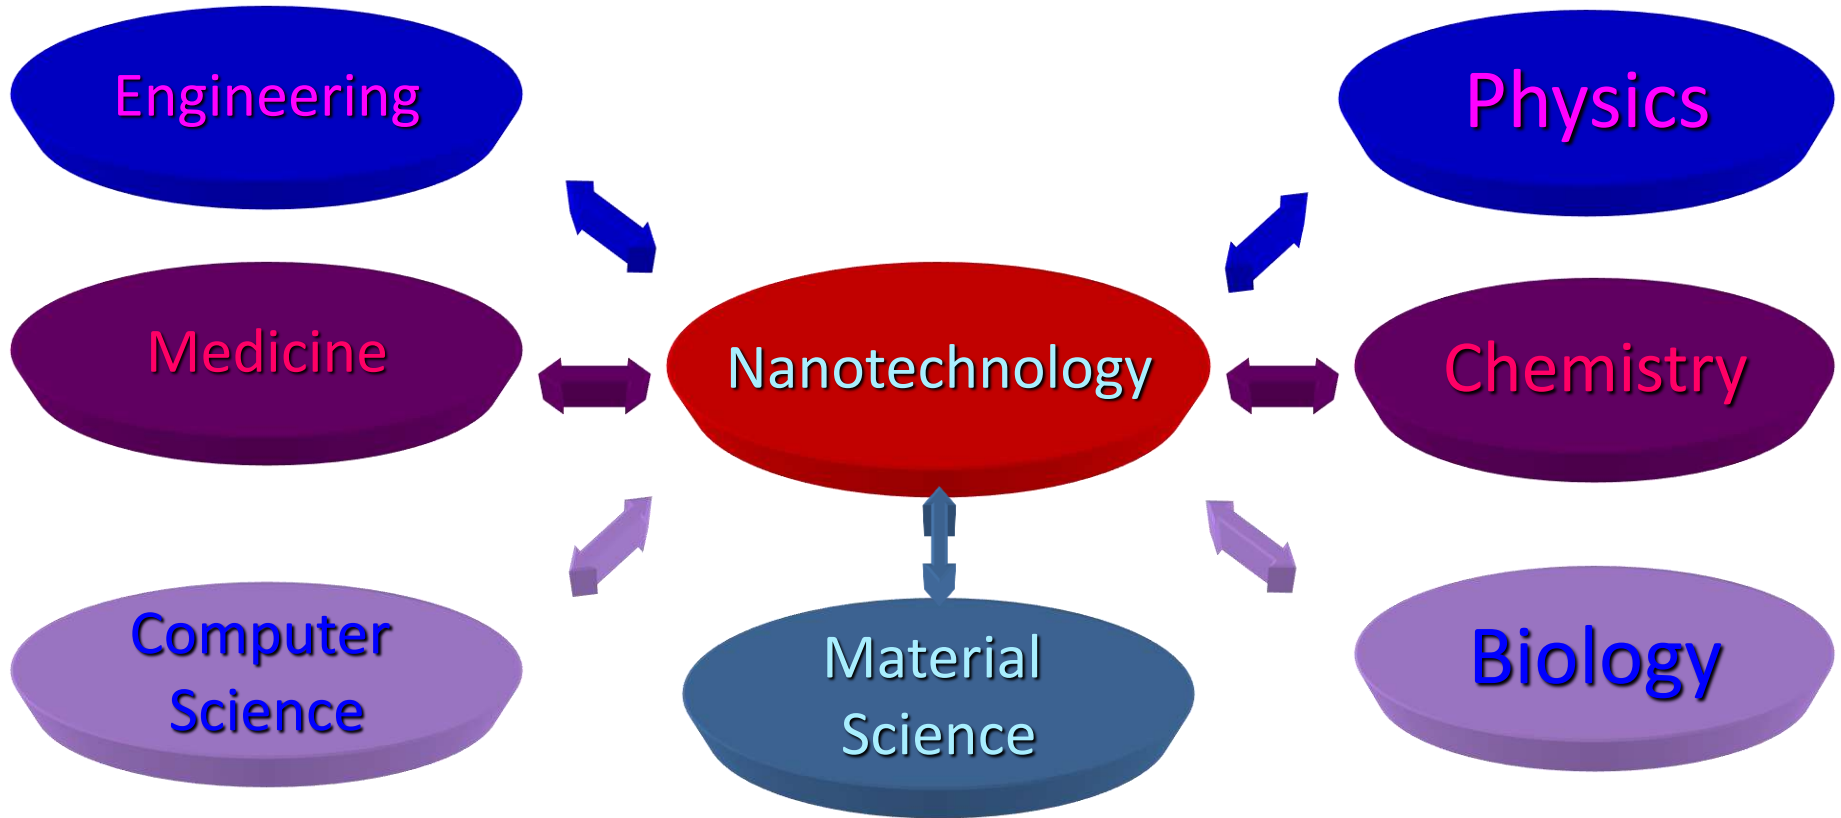 Engineering
Physics
Medicine
Nanotechnology
Chemistry
Computer
Science
Material
Science
Biology